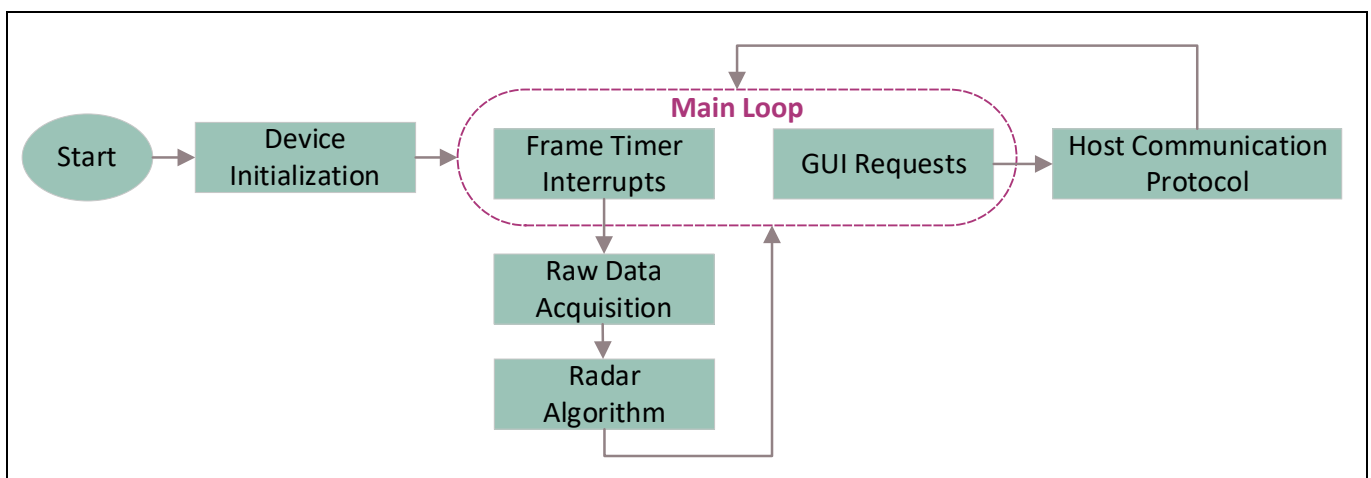 Main Loop
Start
Device
Initialization
Frame Timer
Interrupts
GUI Requests
Host Communication
Protocol
Raw Data
Acquisition
Radar
Algorithm